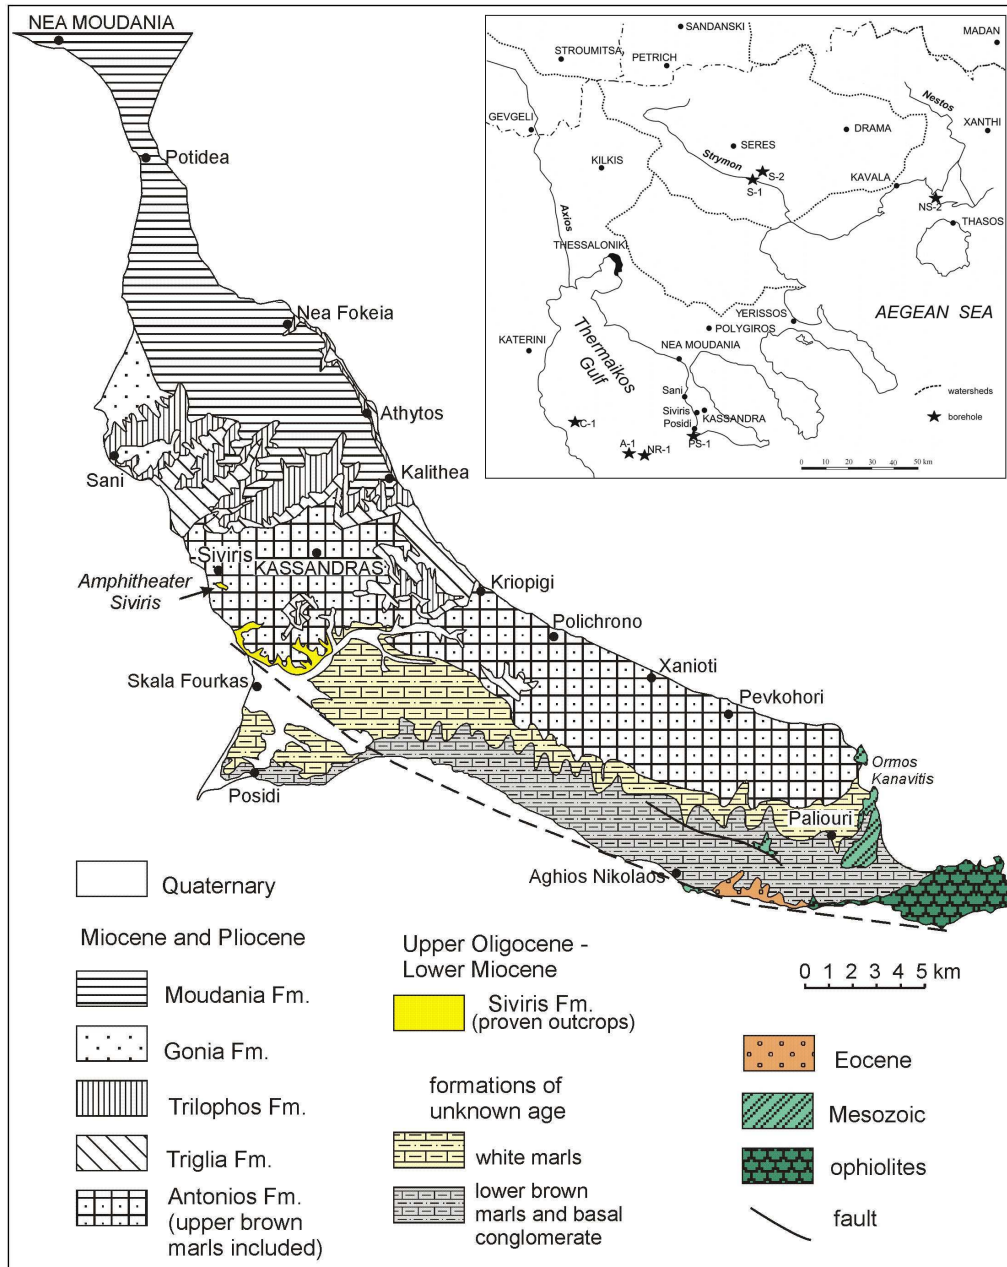 NEA MOUDANIA
Potidea
Nea Fokeia
Athytos
Sani
Kalithea
Siviris
KASSANDRAS
Amphitheater
Siviris
Kriopigi
Polichrono
Xanioti
Skala Fourkas
Pevkohori
Ormos
Kanavitis
Posidi
Paliouri
Aghios Nikolaos
SANDANSKI
MADAN
STROUMITSA
PETRICH
Nestos
GEVGELI
DRAMA
XANTHI
SERES
KILKIS
Strymon
S-2
S-1
KAVALA
NS-2
Axios
THASOS
THESSALONIKI
YERISSOS
AEGEAN SEA
POLYGIROS
KATERINI
Thermaikos
Gulf
NEA MOUDANIA
Sani
watersheds
Siviris
KASSANDRA
Posidi
borehole
C-1
PS-1
A-1
NR-1
0 10 20 30 40 50 km
Quaternary
Miocene and Pliocene
Moudania Fm.
Gonia Fm.
Trilophos Fm.
Triglia Fm.
Antonios Fm.
(upper brown
marls included)
Upper Oligocene -
Lower Miocene
Siviris Fm.
(proven outcrops)
formations of
unknown age
white marls
lower brown
marls and basal
conglomerate
0 1 2 3 4 5 km
Eocene
Mesozoic
ophiolites
fault